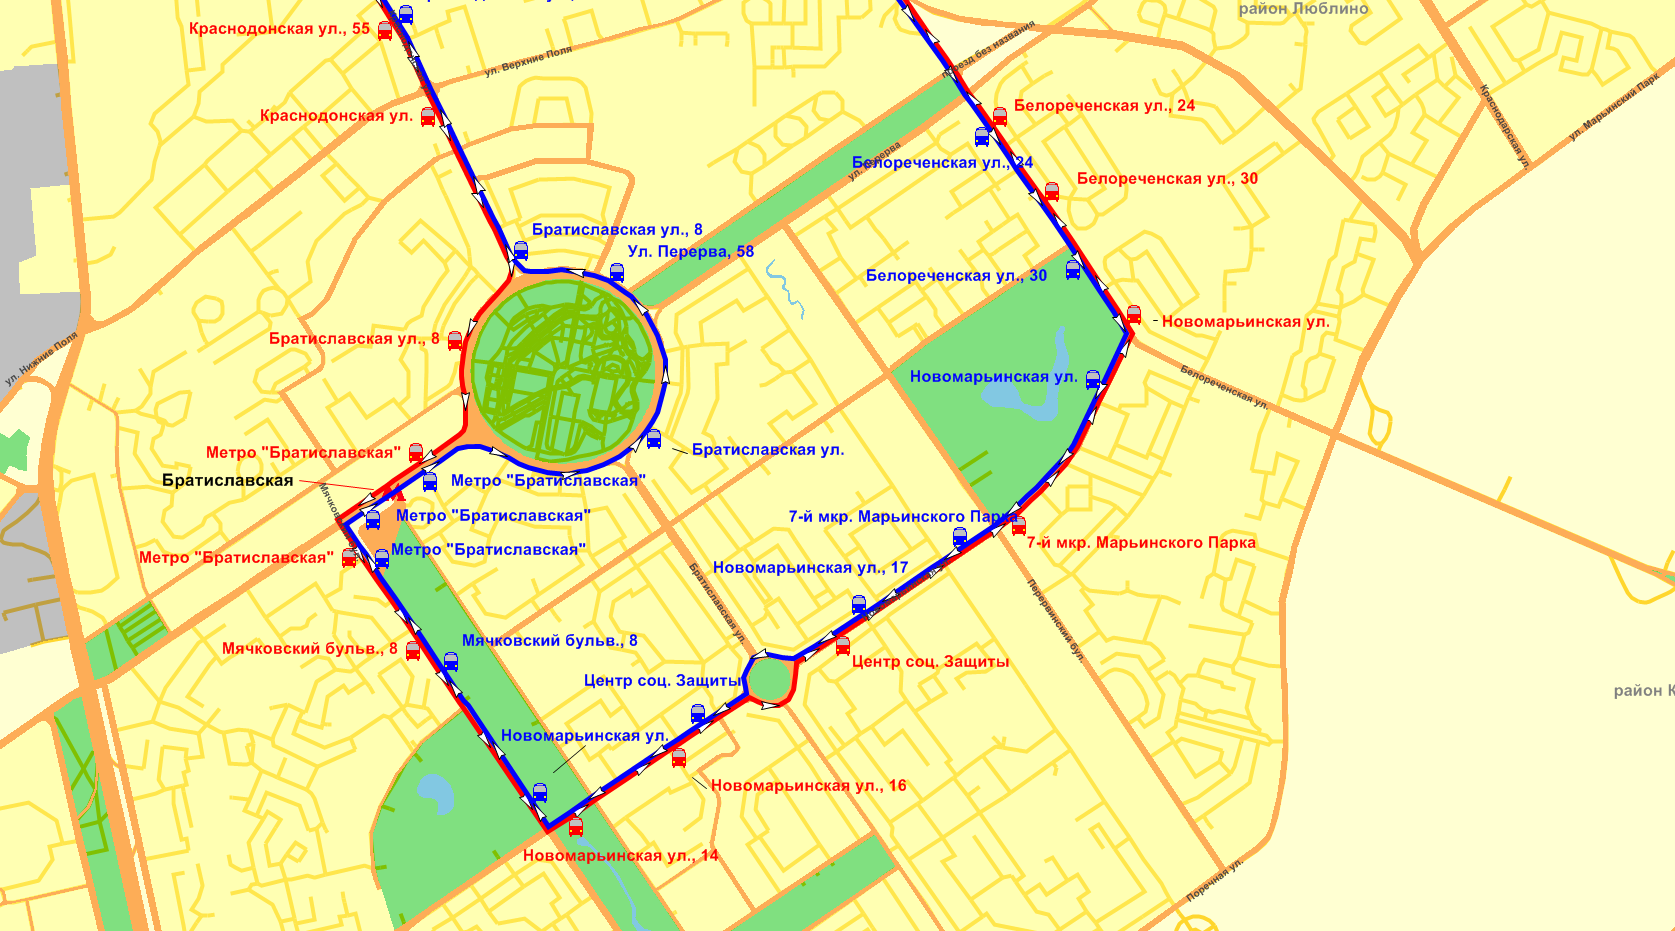 район Люблино
Краснодонская ул., 55
ул. Верхние Поля
проезд без названия
Краснодарская ул.
ул. Марьинский Парк
Краснодонская ул.
Белореченская ул., 24
Белореченская ул., 24
ул. Перерва
Белореченская ул., 30
Братиславская ул., 8
Ул. Перерва, 58
Белореченская ул., 30
Новомарьинская ул.
Братиславская ул., 8
ул. Нижние Поля
Новомарьинская ул.
Белореченская ул.
Метро "Братиславская"
Братиславская ул.
Братиславская
Метро "Братиславская"
Метро "Братиславская"
7-й мкр. Марьинского Парка
7-й мкр. Марьинского Парка
Метро "Братиславская"
Метро "Братиславская"
Новомарьинская ул., 17
Братиславская ул.
Перервинский бул.
Мячковский бульв., 8
Мячковский бульв., 8
Центр соц. Защиты
Центр соц. Защиты
район К
Новомарьинская ул.
Новомарьинская ул., 16
Новомарьинская ул., 14
Поречная ул.